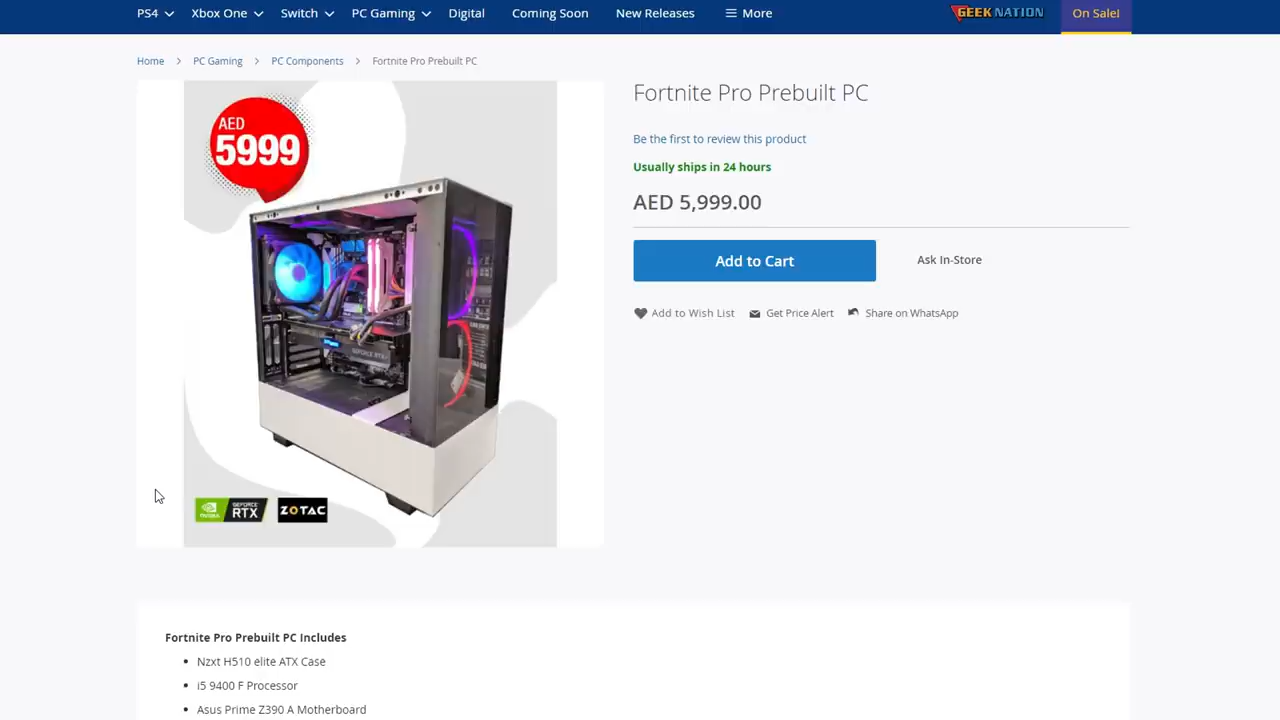 PS4 Xbox One Switch PC Gaming Digital Coming Soon New Releases More GEEK NATION On Sale!
Home > PC Gaming > PC Components > Fortnite Pro Prebuilt PC
AED
5999
GEFORCE RTX
NVIDIA
GEFORCE
RTX
ZOTAC
Fortnite Pro Prebuilt PC
Be the first to review this product
Usually ships in 24 hours
AED 5,999.00
Add to Cart Ask In-Store
Add to Wish List Get Price Alert Share on WhatsApp
Fortnite Pro Prebuilt PC Includes
• Nzxt H510 elite ATX Case
• i5 9400 F Processor
• Asus Prime Z390 A Motherboard